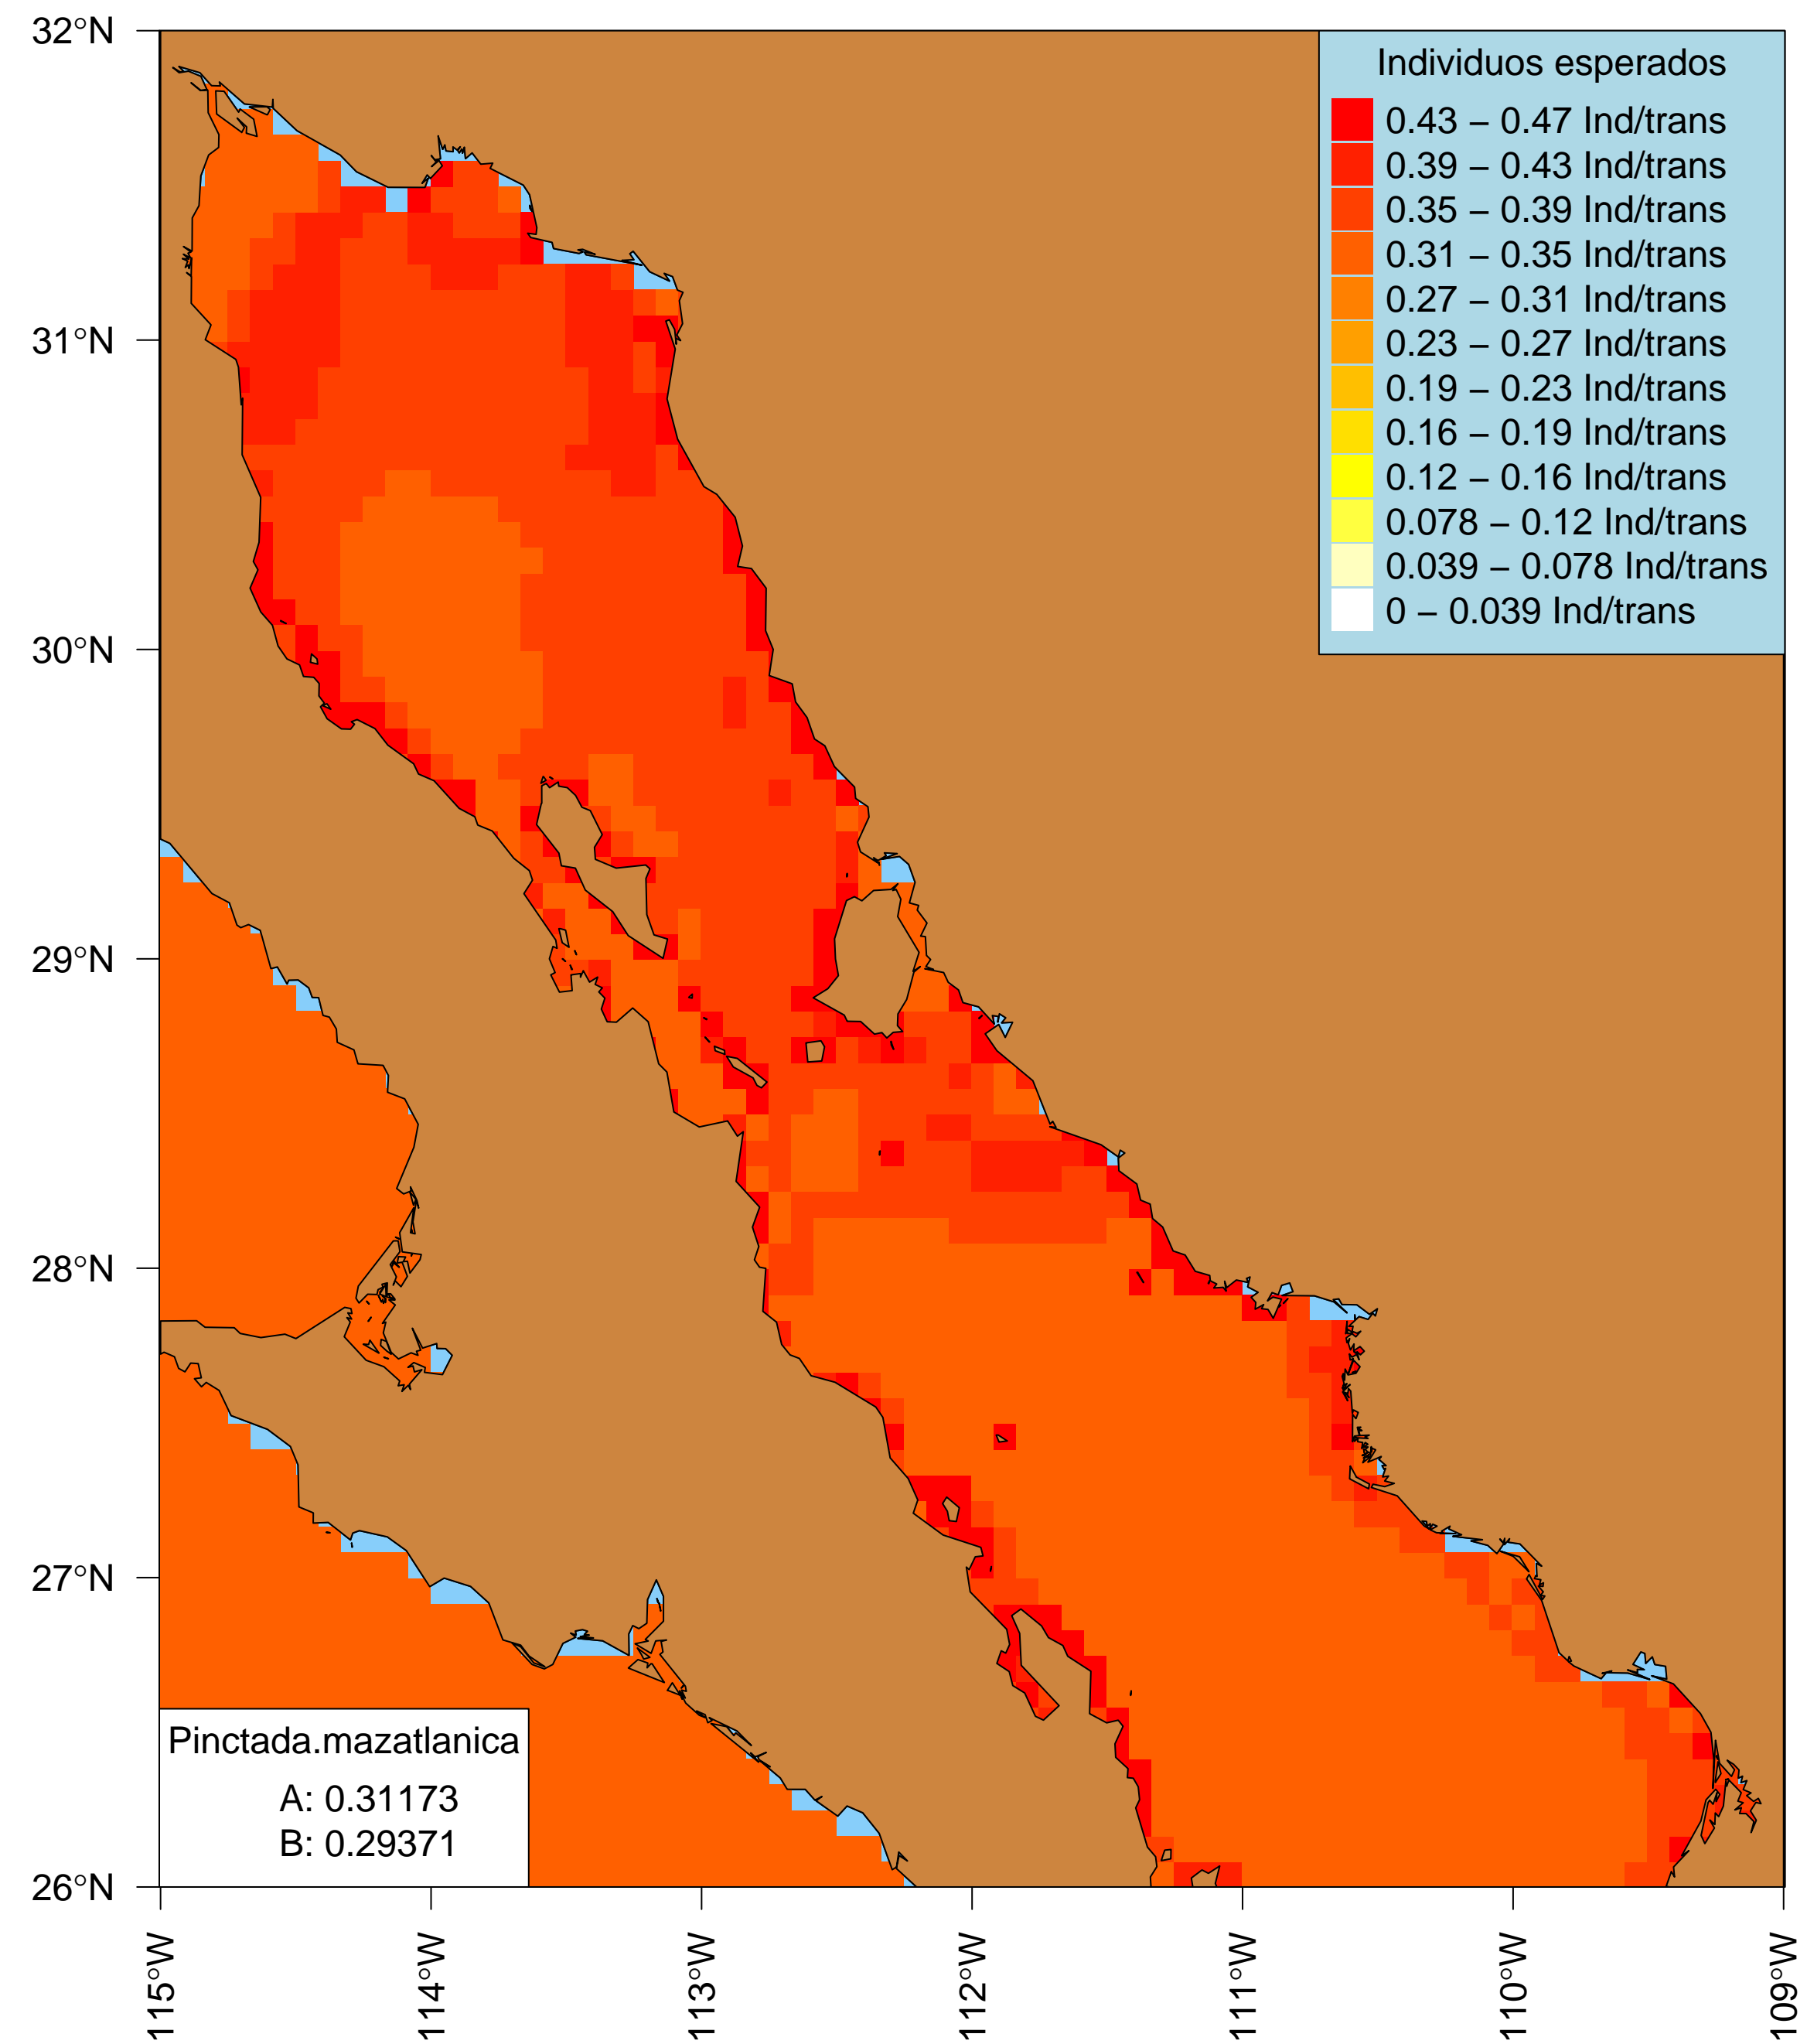 32°N
31°N
30°N
29°N
28°N
27°N
26°N
Individuos esperados
0.43 – 0.47 Ind/trans
0.39 – 0.43 Ind/trans
0.35 – 0.39 Ind/trans
0.31 – 0.35 Ind/trans
0.27 – 0.31 Ind/trans
0.23 – 0.27 Ind/trans
0.19 – 0.23 Ind/trans
0.16 – 0.19 Ind/trans
0.12 – 0.16 Ind/trans
0.078 – 0.12 Ind/trans
0.039 – 0.078 Ind/trans
0 – 0.039 Ind/trans
Pinctada.mazatlanica
A: 0.31173
B: 0.29371
115°W
114°W
113°W
112°W
111°W
110°W
109°W